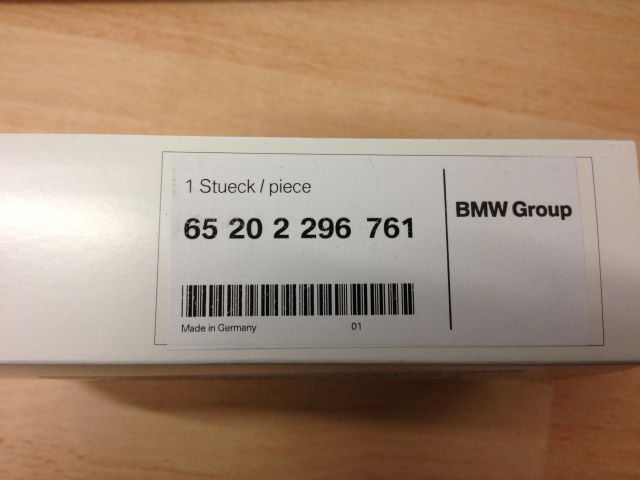 1 Stueck / piece
65 20 2 296 761
BMW Group
Made in Germany 01